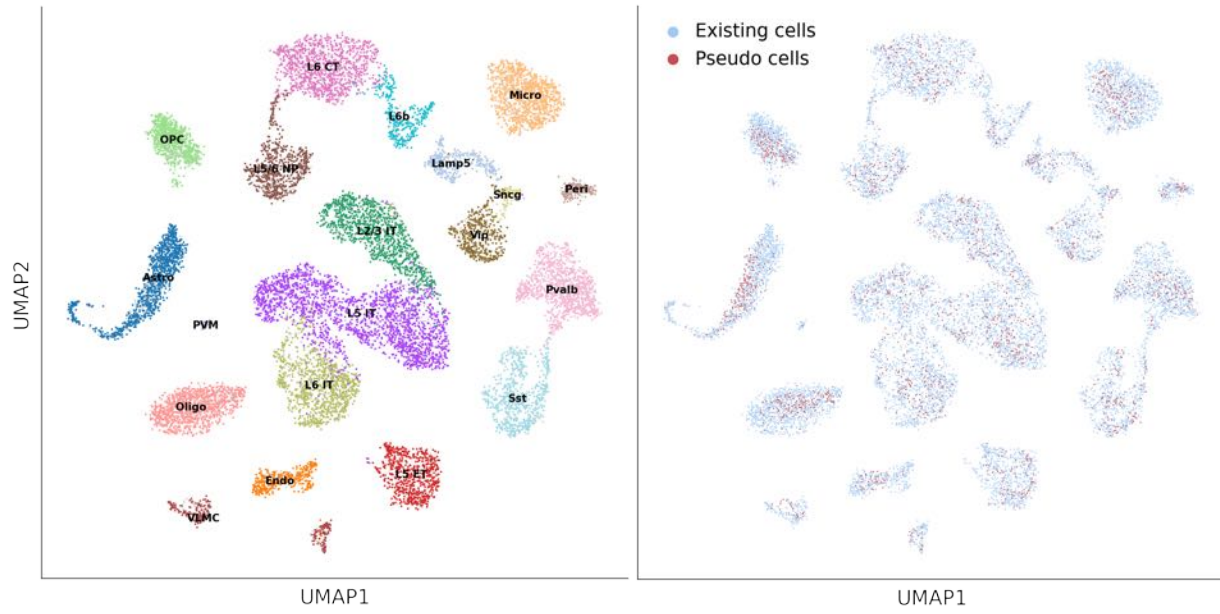 L6 CT
Micro
L6b
OPC
Lamp5
L5/6 NP
Sncg
Peri
L2/3 IT
Vip
Astro
Pvalb
L5 IT
PVM
L6 IT
Sst
Oligo
L5 ET
Endo
VLMC
UMAP2
UMAP1
Existing cells
Pseudo cells
UMAP1